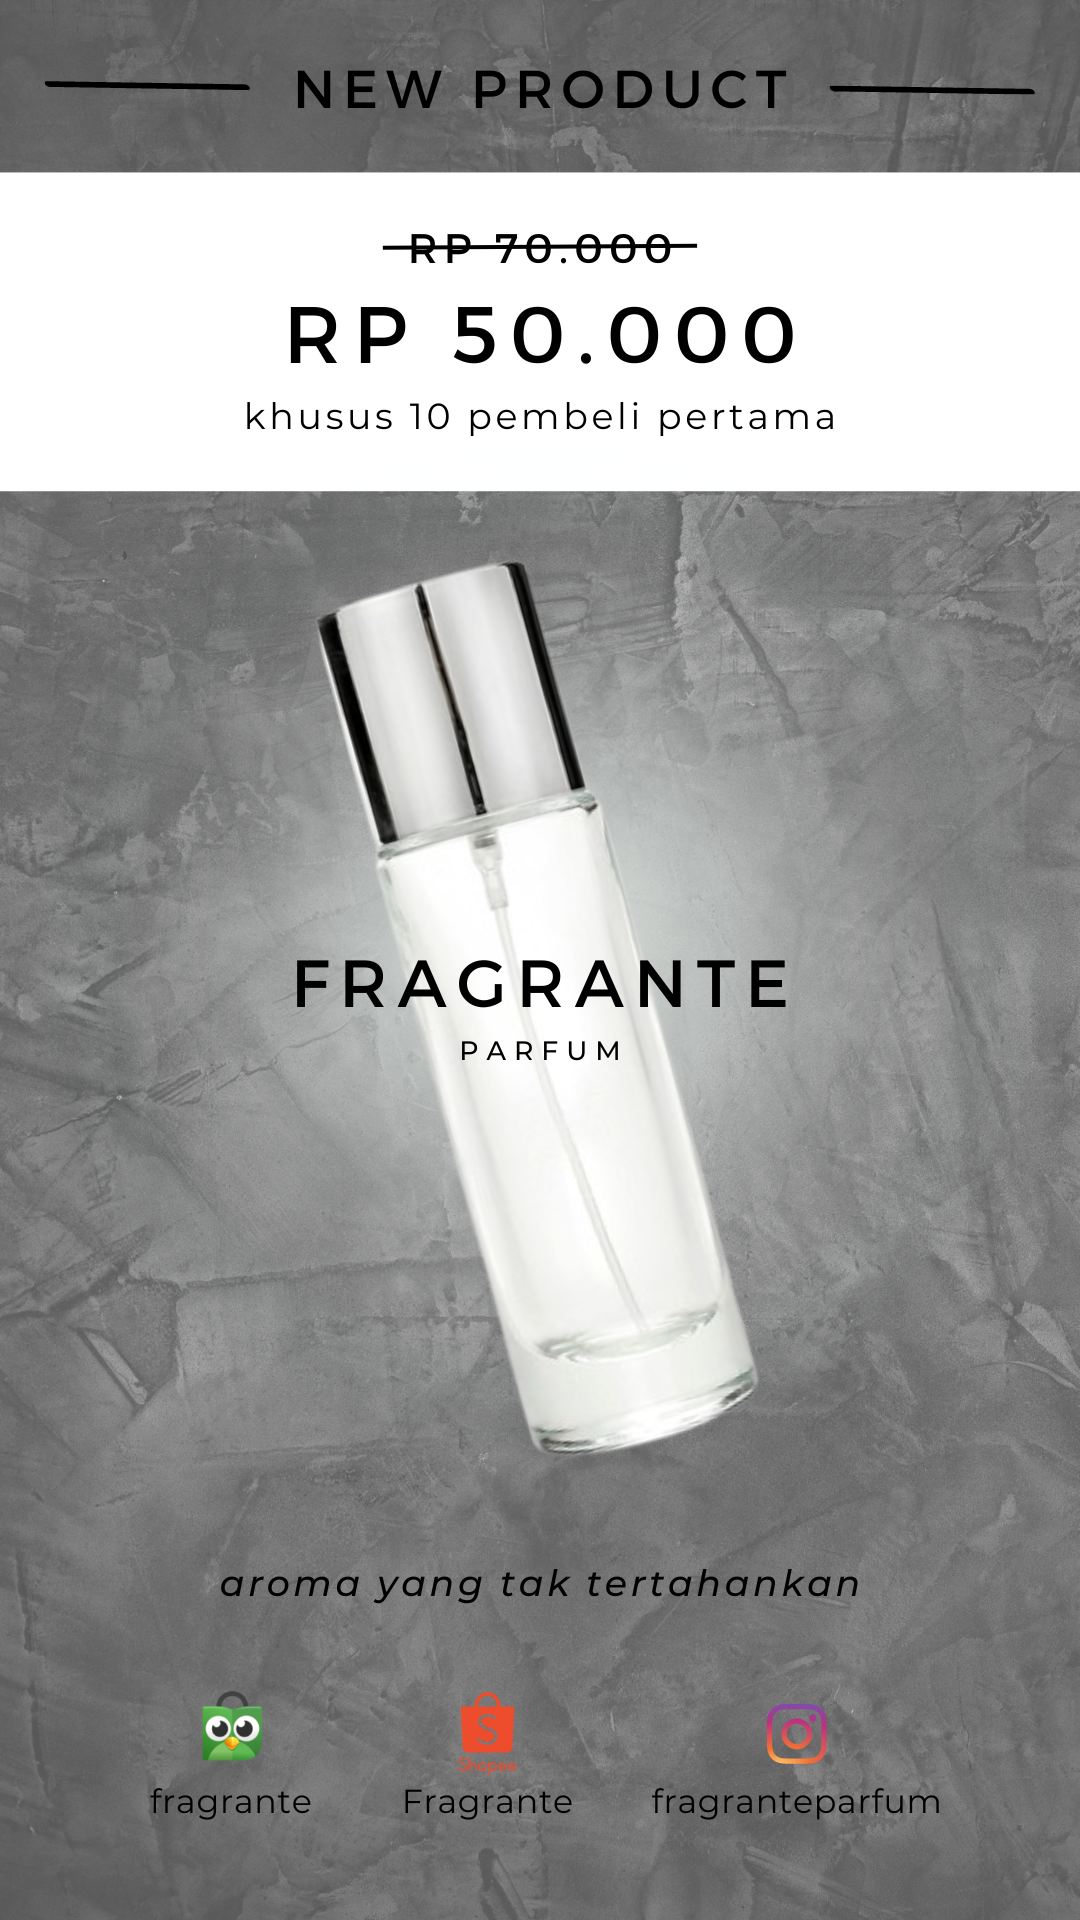 NEW PRODUCT
RP 70.000
RP 50.000
khusus 10 pembeli pertama
FRAGRANTE
PARFUM
aroma yang tak tertahankan
S
Shopee
fragrante
Fragrante
fragranteparfum